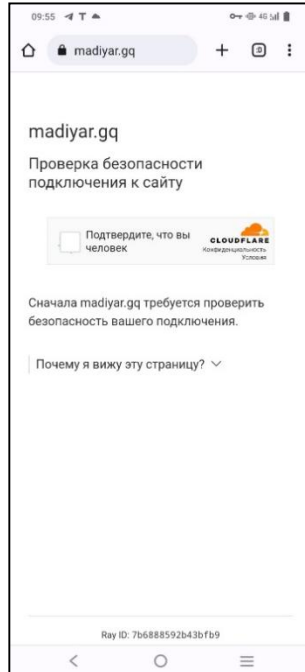 09:55
4G
madiyar.gq
:D
madiyar.gq
Проверка безопасности
подключения к сайту
Подтвердите, что вы
человек
CLOUDFLARE
Конфиденциальность
Условия
Сначала madiyar.gq требуется проверить
безопасность вашего подключения.
Почему я вижу эту страницу?
Ray ID: 7b6888592b43bfb9